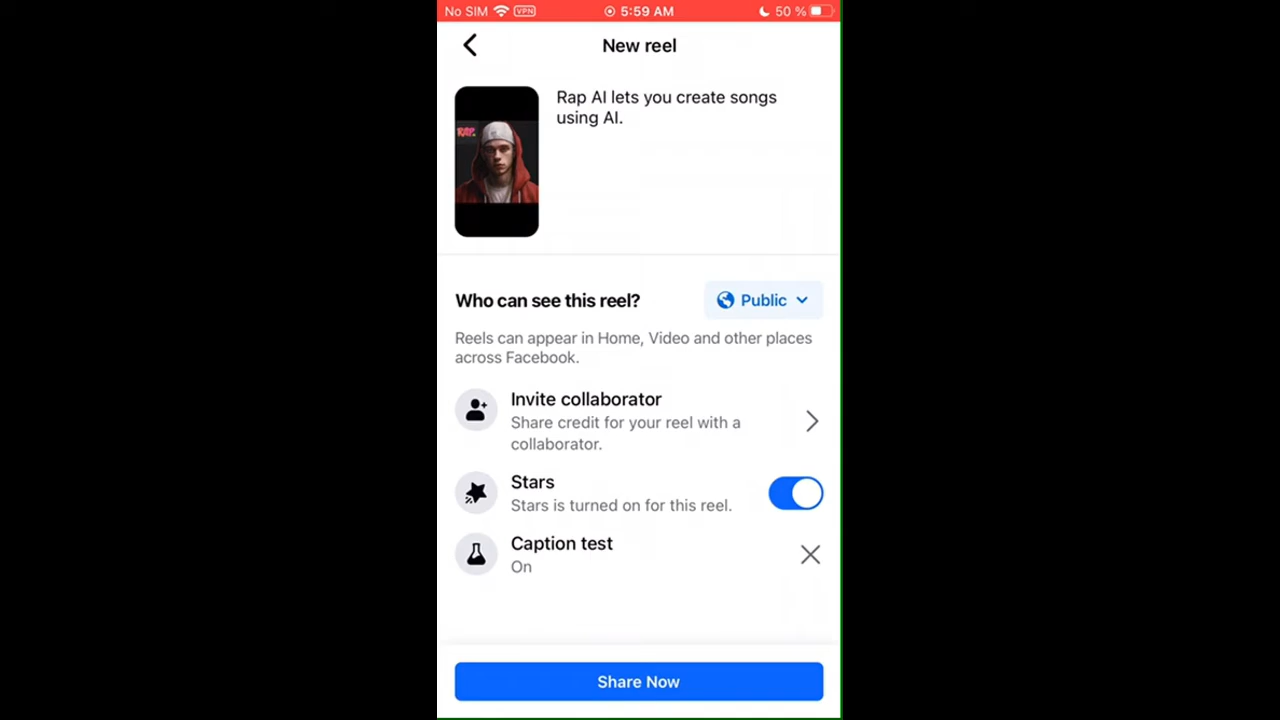 No SIM VPN 5:59 AM 50 %
New reel
RAP.
Rap AI lets you create songs
using AI.
Who can see this reel?
Public
Reels can appear in Home, Video and other places
across Facebook.
Invite collaborator
Share credit for your reel with a
collaborator.
Stars
Stars is turned on for this reel.
Caption test
On
Share Now